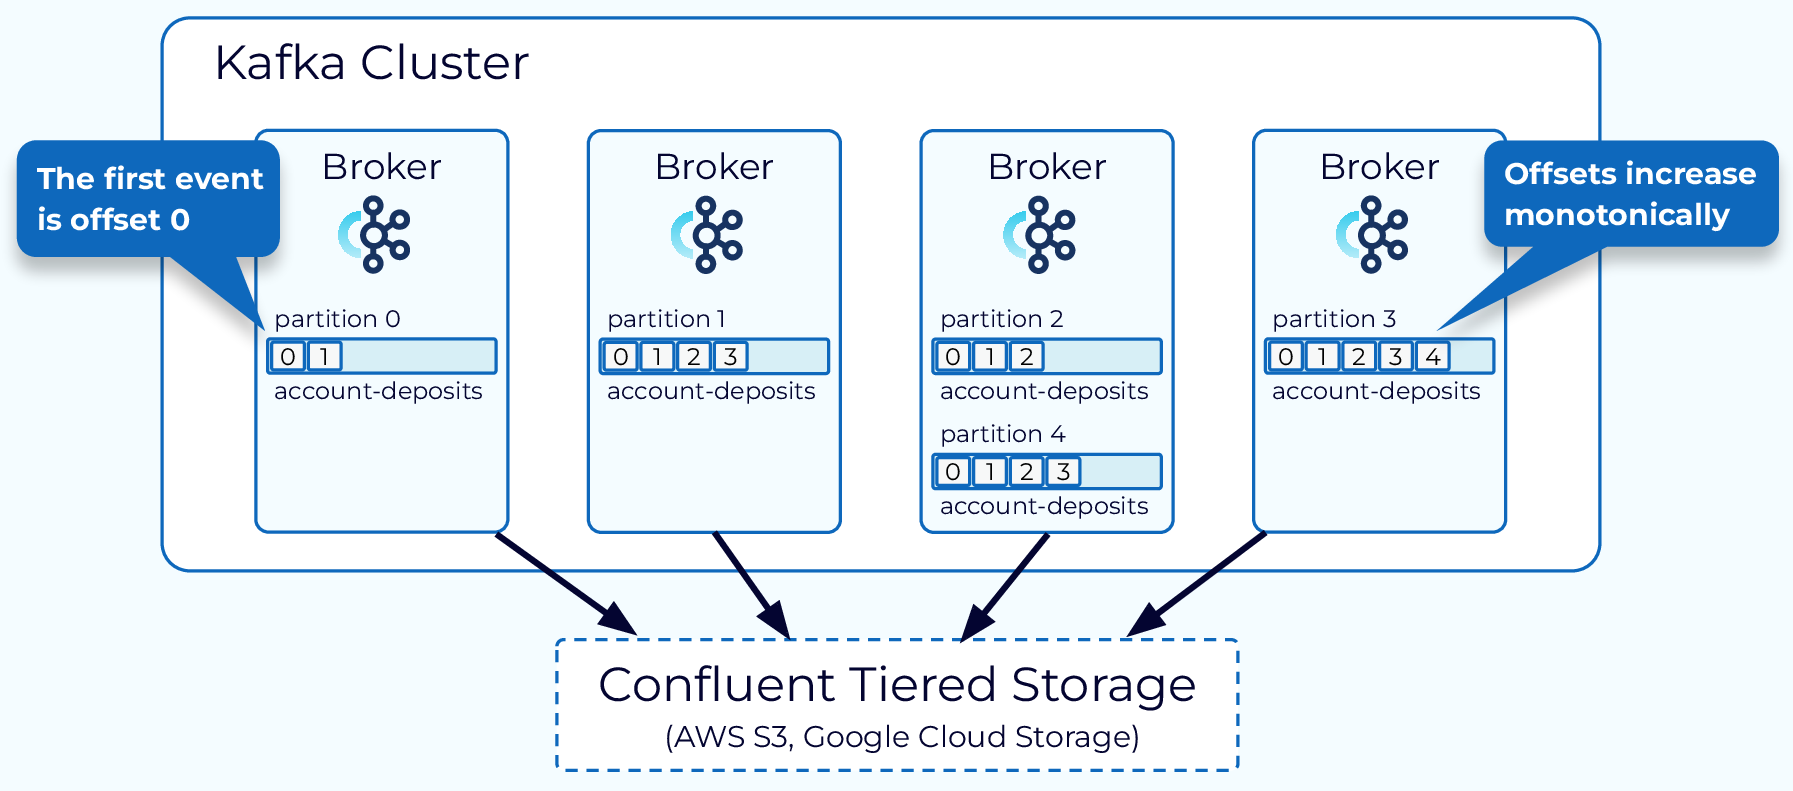 Kafka Cluster
The first event
is offset 0
Broker
partition 0
0 1
account-deposits
Broker
partition 1
0 1 2 3
account-deposits
Broker
partition 2
0 1 2
account-deposits
partition 4
0 1 2 3
account-deposits
Broker
partition 3
0 1 2 3 4
account-deposits
Offsets increase
monotonically
Confluent Tiered Storage
(AWS S3, Google Cloud Storage)